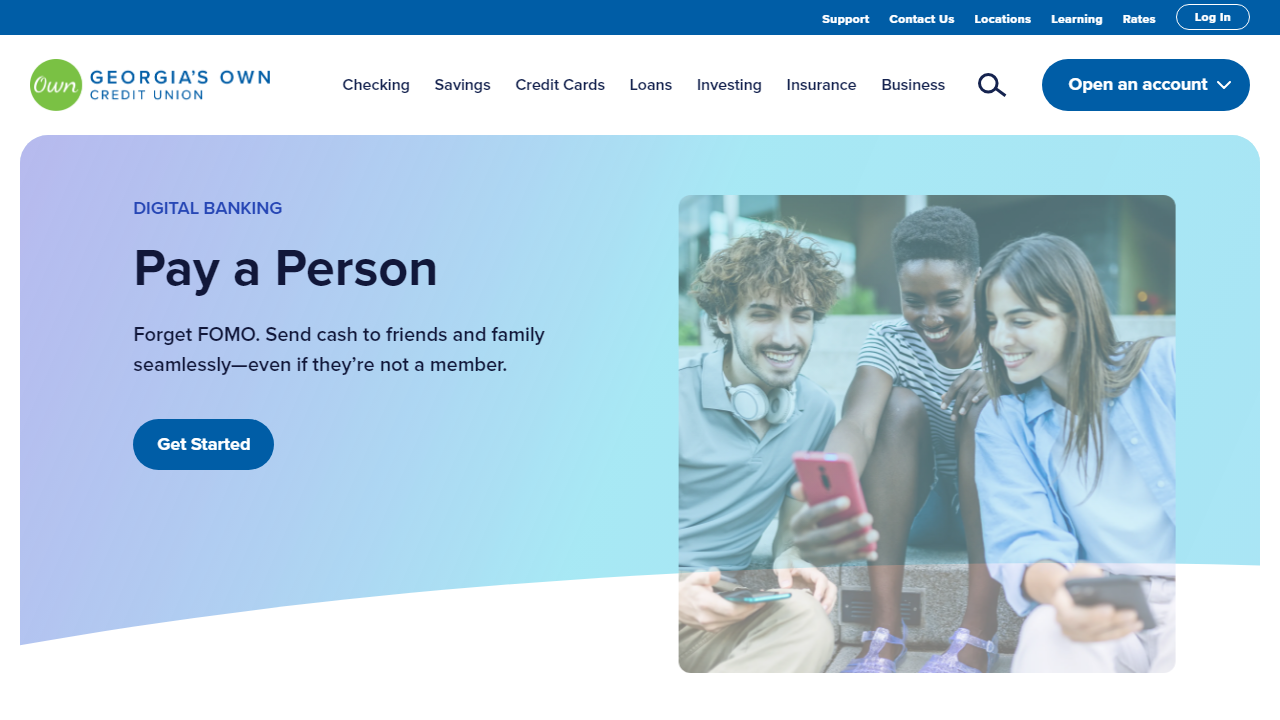 Support Contact Us Locations Learning Rates Log In
Own GEORGIA'S OWN
CREDIT UNION
Checking Savings Credit Cards Loans Investing Insurance Business Open an account
DIGITAL BANKING
Pay a Person
Forget FOMO. Send cash to friends and family
seamlessly—even if they’re not a member.
Get Started